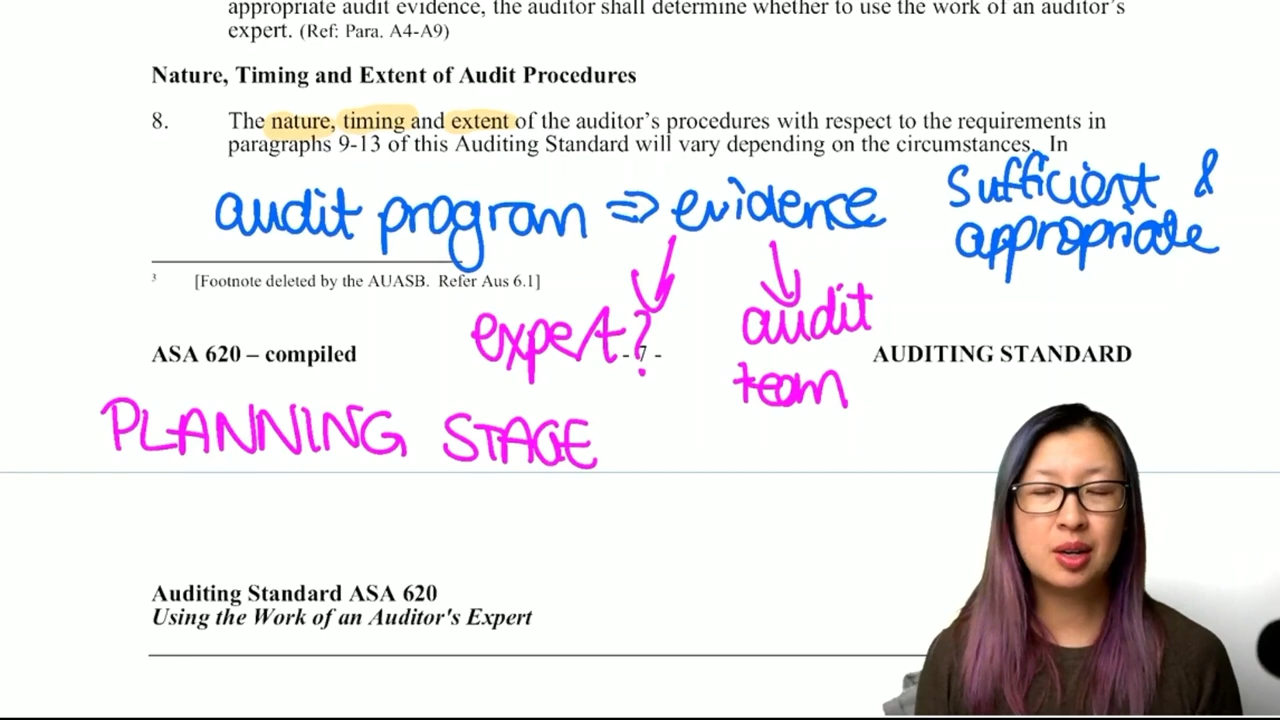 appropriate audit evidence, the auditor shall determine whether to use the work of an auditor's
expert. (Ref: Para. A4-A9)
Nature, Timing and Extent of Audit Procedures
8. The nature, timing and extent of the auditor's procedures with respect to the requirements in
paragraphs 9-13 of this Auditing Standard will vary depending on the circumstances. In
audit program ⇒ evidence
sufficient &
appropriate
3 [Footnote deleted by the AUASB. Refer Aus 6.1]
expert?
audit
team
ASA 620 – compiled - 7 - AUDITING STANDARD
PLANNING STAGE
Auditing Standard ASA 620
Using the Work of an Auditor's Expert